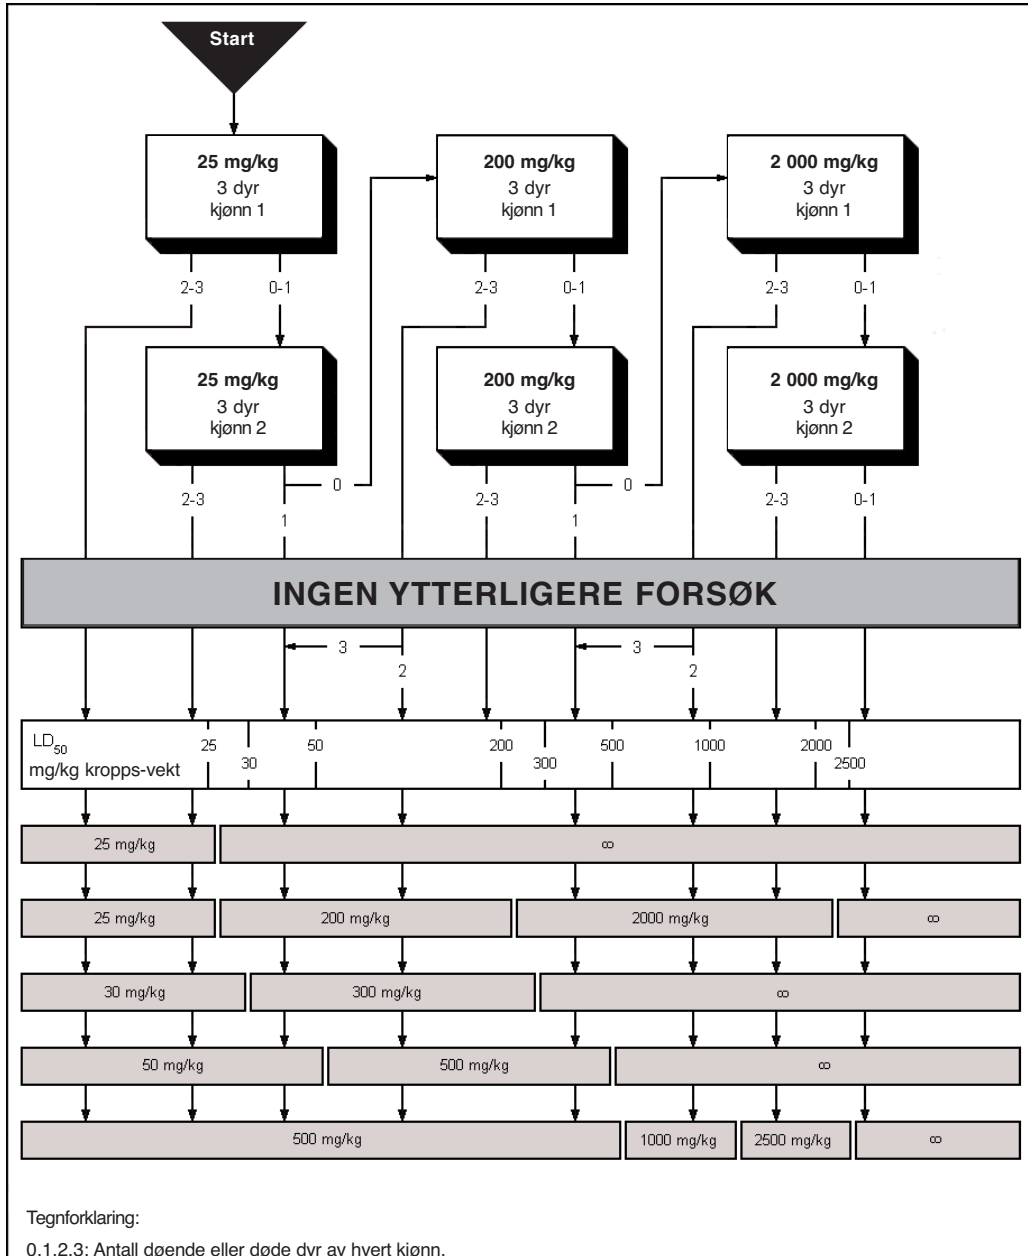 Start
25 mg/kg
3 dyr
kjønn 1
200 mg/kg
3 dyr
kjønn 1
2 000 mg/kg
3 dyr
kjønn 1
2-3 0-1 2-3 0-1 2-3 0-1
25 mg/kg
3 dyr
kjønn 2
200 mg/kg
3 dyr
kjønn 2
2 000 mg/kg
3 dyr
kjønn 2
0 0
2-3 2-3 2-3 0-1
1 1
INGEN YTTERLIGERE FORSØK
3 3
2 2
LD50 25 50 200 500 1000 2000
mg/kg kropps-vekt 30 300 2500
25 mg/kg ∞
25 mg/kg 200 mg/kg 2000 mg/kg ∞
30 mg/kg 300 mg/kg ∞
50 mg/kg 500 mg/kg ∞
500 mg/kg 1000 mg/kg 2500 mg/kg ∞
Tegnforklaring:
0,1,2,3: Antall døende eller døde dyr av hvert kjønn.